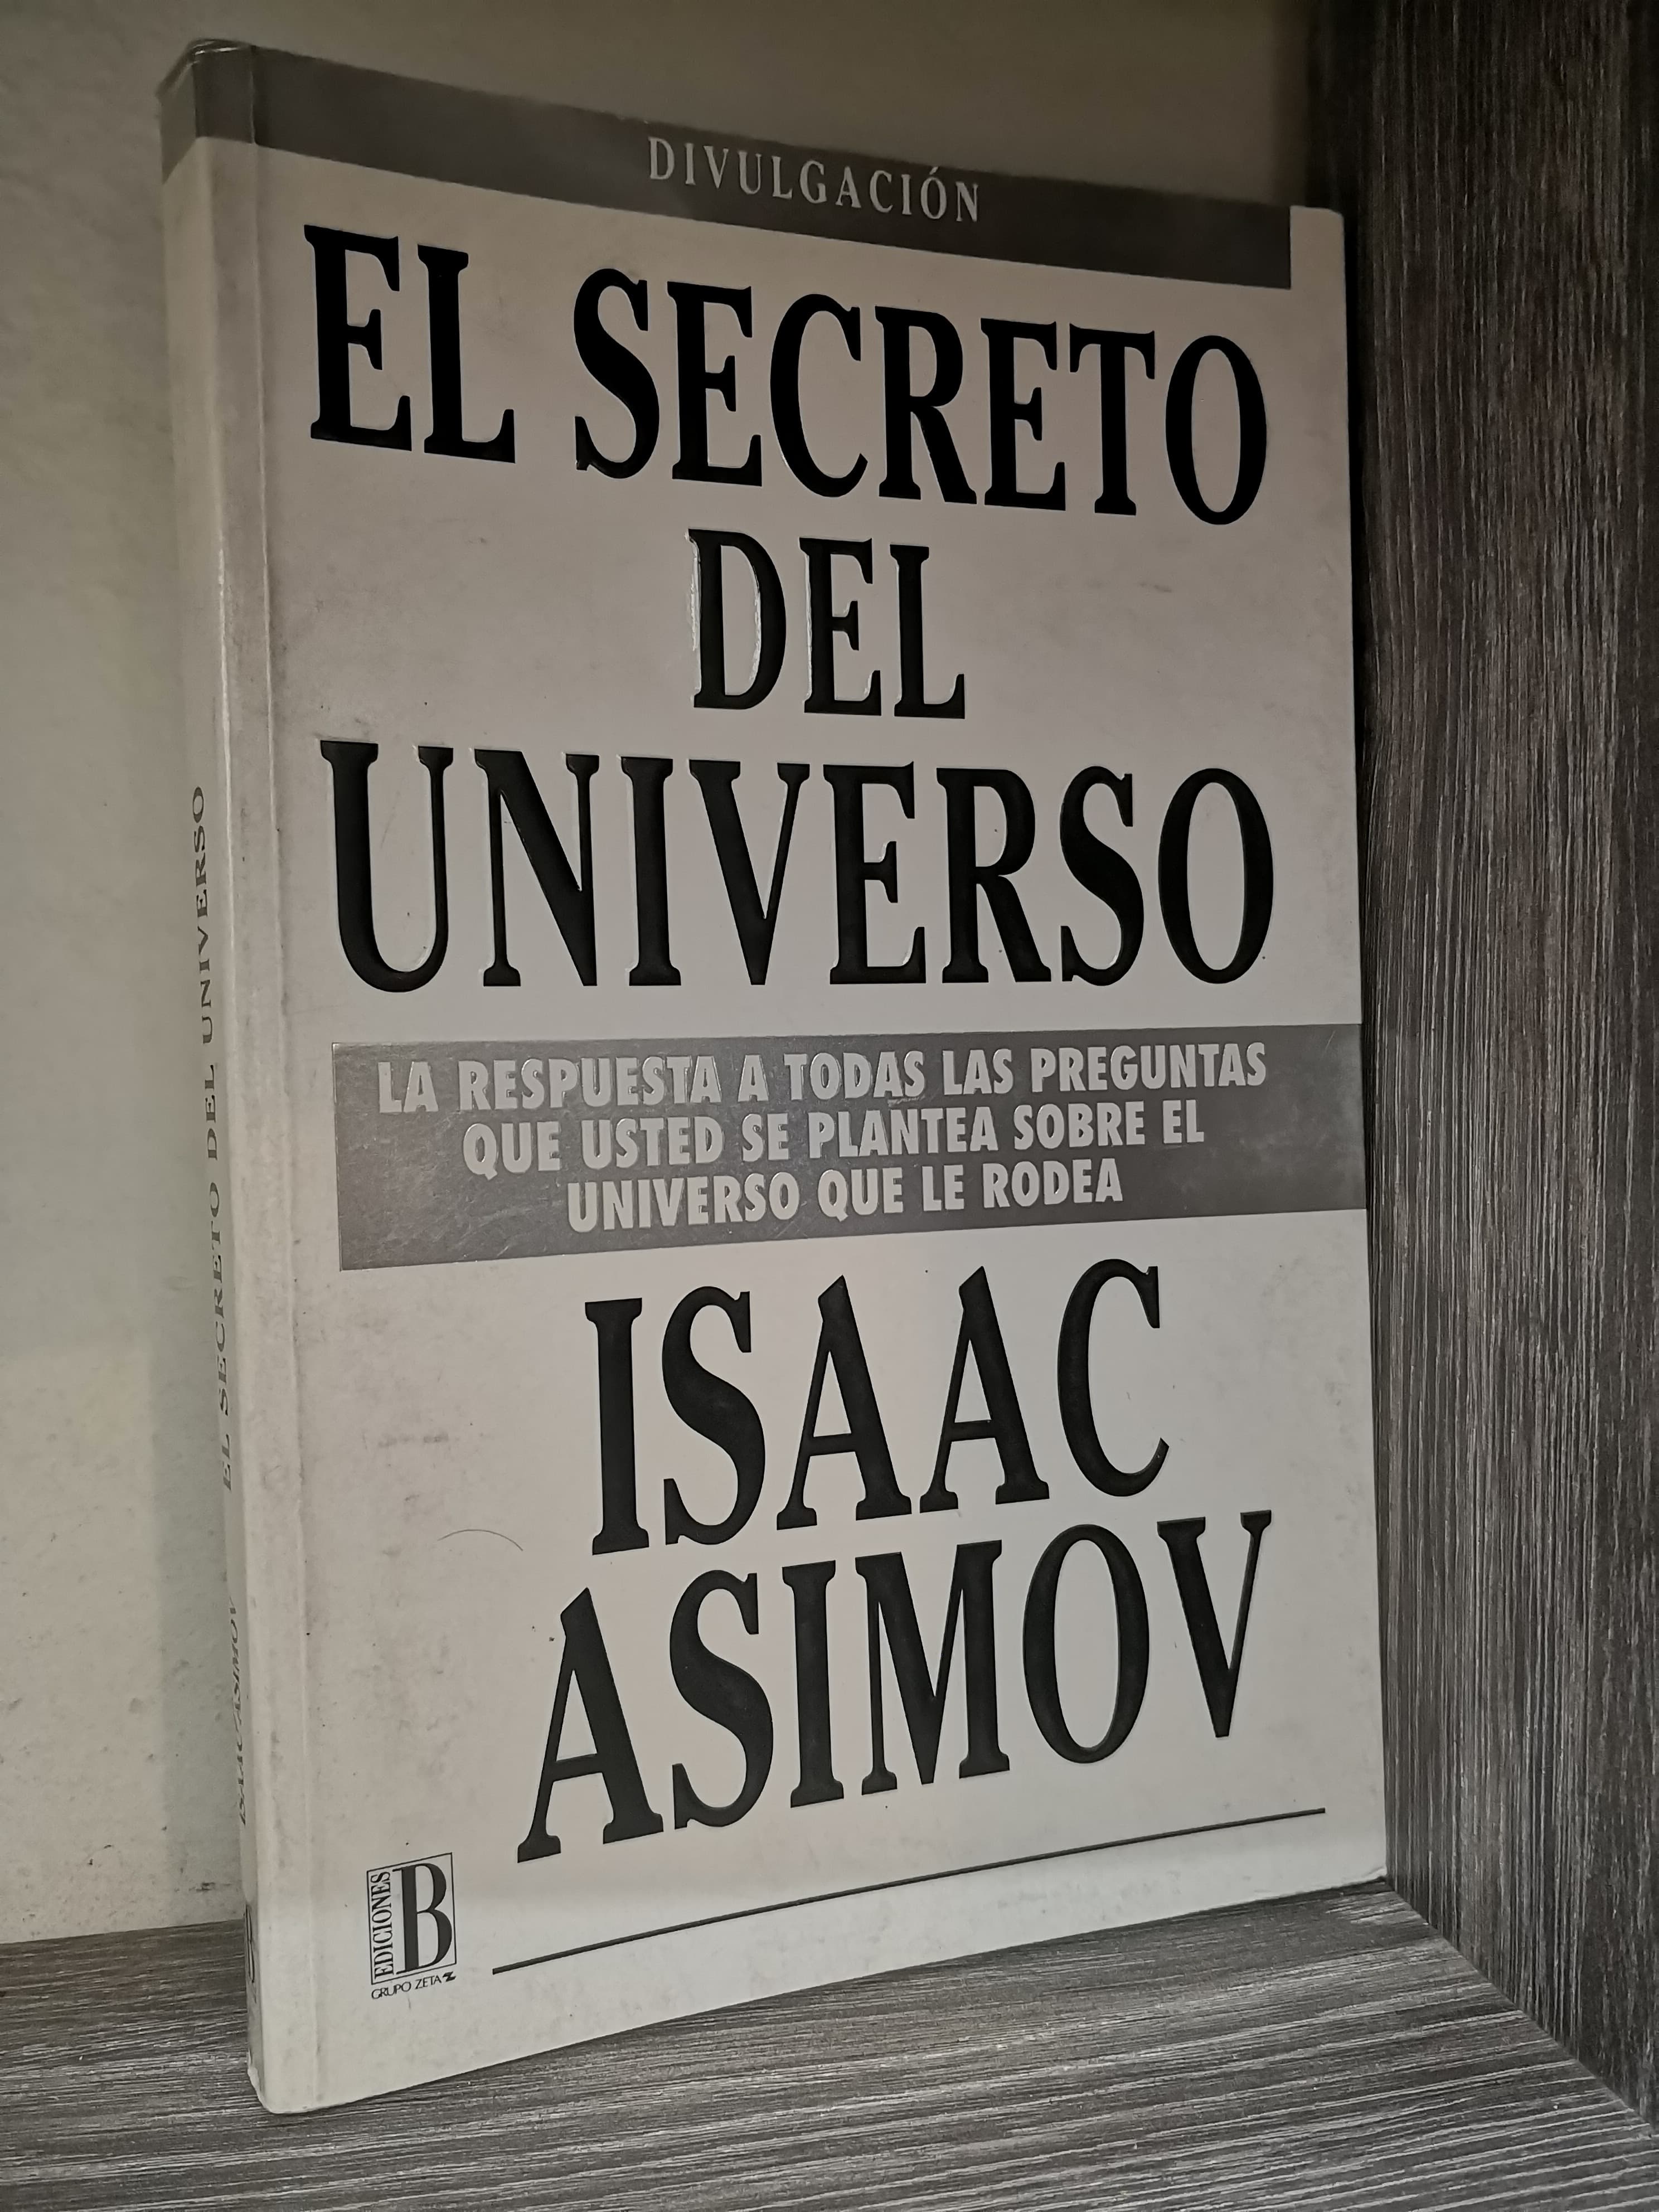 DIVULGACIÓN
EL SECRETO
DEL
UNIVERSO
LA RESPUESTA A TODAS LAS PREGUNTAS
QUE USTED SE PLANTEA SOBRE EL
UNIVERSO QUE LE RODEA
ISAAC
ASIMOV
EDICIONES
B
GRUPO ZETA
ISAAC ASIMOV EL SECRETO DEL UNIVERSO